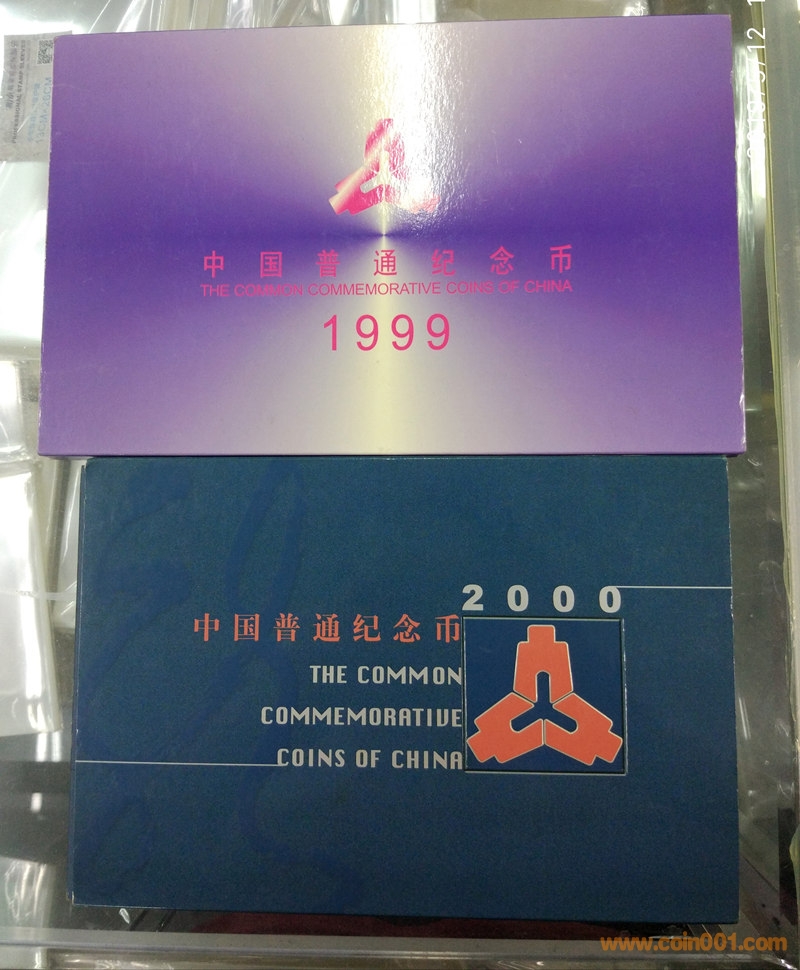 中国普通纪念币
THE COMMON COMMEMORATIVE COINS OF CHINA
1999
2000
中国普通纪念币
THE COMMON
COMMEMORATIVE
COINS OF CHINA
www.coin001.com